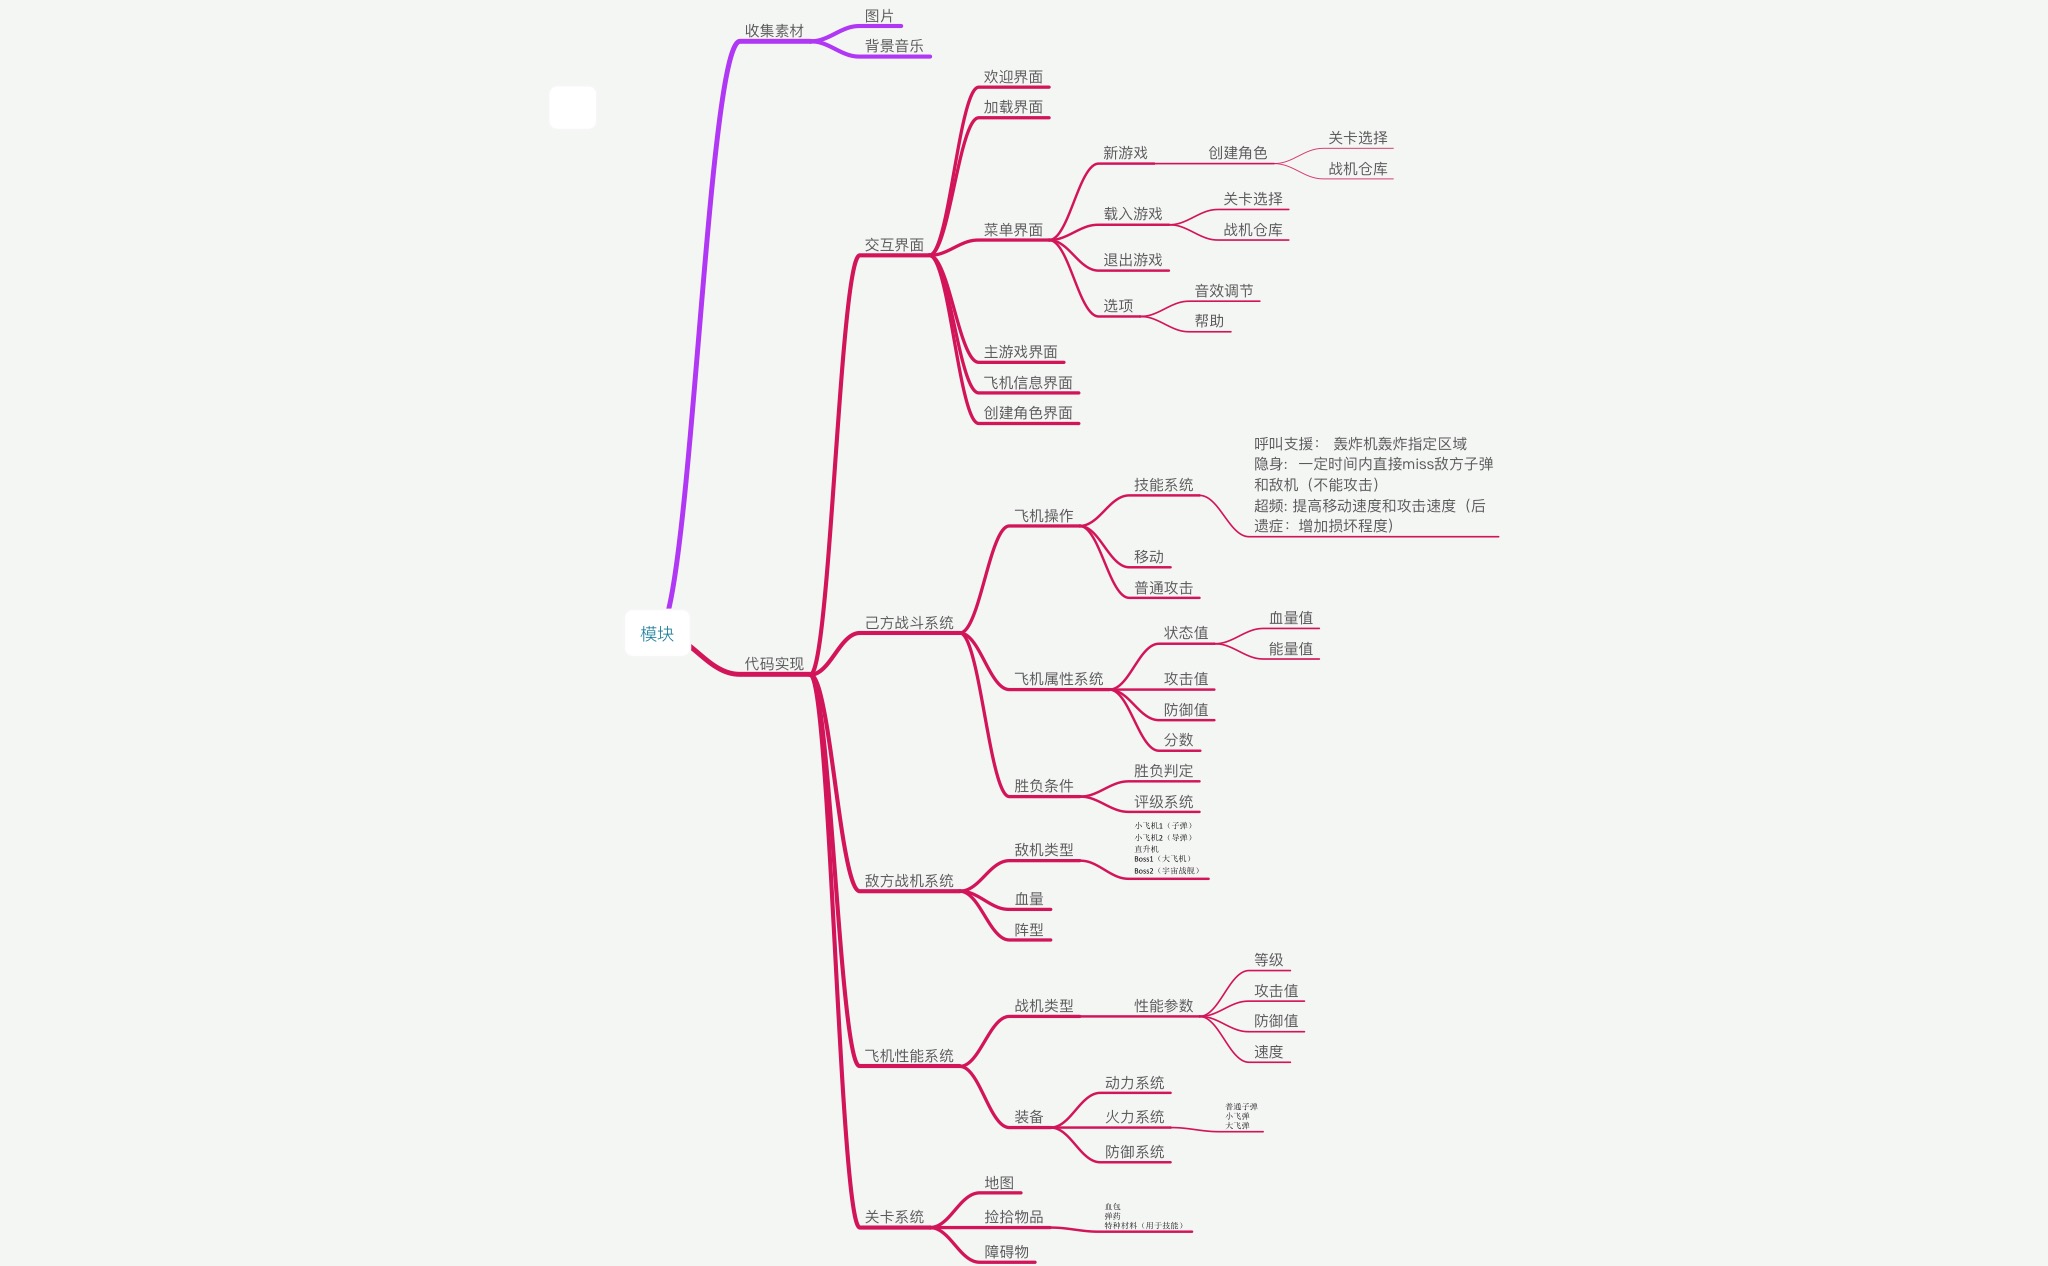 收集素材
图片
背景音乐
欢迎界面
加载界面
新游戏
创建角色
关卡选择
战机仓库
载入游戏
关卡选择
战机仓库
菜单界面
交互界面
退出游戏
选项
音效调节
帮助
主游戏界面
飞机信息界面
创建角色界面
呼叫支援： 轰炸机轰炸指定区域
隐身：一定时间内直接miss敌方子弹
和敌机（不能攻击）
超频: 提高移动速度和攻击速度（后
遗症：增加损坏程度）
技能系统
飞机操作
移动
普通攻击
己方战斗系统
模块
代码实现
状态值
血量值
能量值
飞机属性系统
攻击值
防御值
分数
胜负条件
胜负判定
评级系统
小飞机1（子弹）
小飞机2（导弹）
直升机
Boss1（大飞机）
Boss2（宇宙战舰）
敌机类型
敌方战机系统
血量
阵型
战机类型
性能参数
等级
攻击值
防御值
速度
飞机性能系统
装备
动力系统
火力系统
普通子弹
小飞弹
大飞弹
防御系统
地图
关卡系统
捡拾物品
血包
弹药
特种材料（用于技能）
障碍物